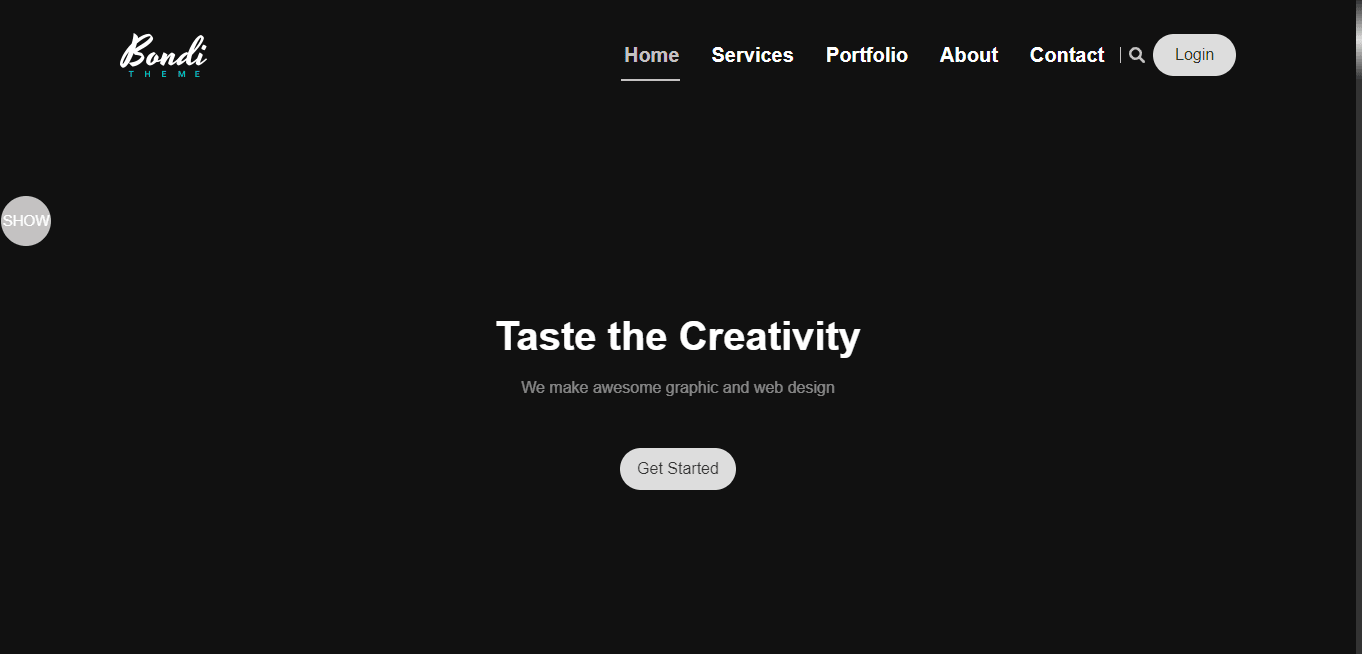 Bondi
THEME
Home Services Portfolio About Contact Login
SHOW
Taste the Creativity
We make awesome graphic and web design
Get Started